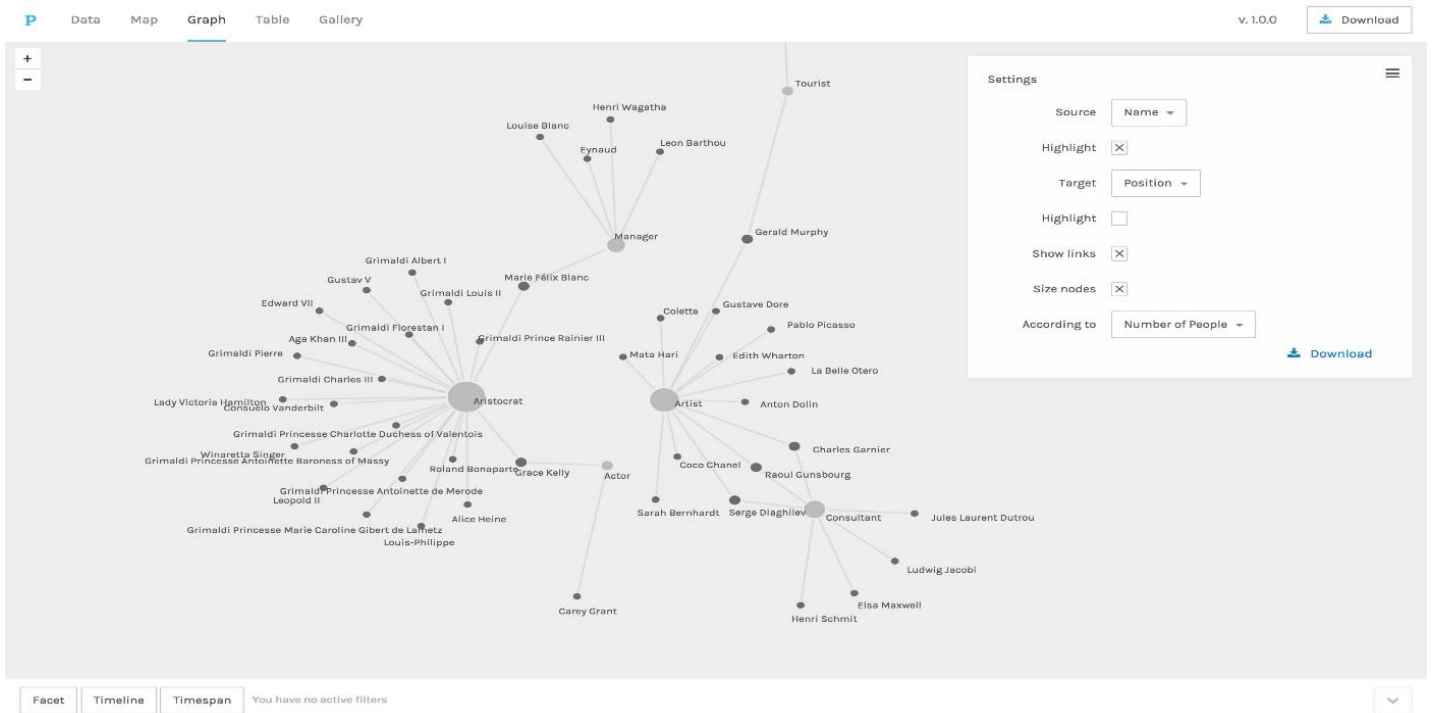 P Data Map Graph Table Gallery v. 1.0.0 Download
+
−
Settings
Source Name
Highlight
Target Position
Highlight
Show links
Size nodes
According to Number of People
Download
Tourist
Henri Wagatha
Louise Blanc
Eynaud
Leon Barthou
Manager
Gerald Murphy
Grimaldi Albert I
Gustav V
Marie Félix Blanc
Grimaldi Louis II
Edward VII
Colette
Gustave Dore
Grimaldi Florestan I
Pablo Picasso
Aga Khan III
Grimaldi Prince Rainier III
Grimaldi Pierre
Mata Hari
Edith Wharton
La Belle Otero
Grimaldi Charles III
Lady Victoria Hamilton
Consuelo Vanderbilt
Aristocrat
Artist
Anton Dolin
Grimaldi Princesse Charlotte Duchess of Valentois
Charles Garnier
Winaretta Singer
Grimaldi Princesse Antoinette Baroness of Massy
Roland Bonaparte
Grace Kelly
Actor
Coco Chanel
Raoul Gunsbourg
Grimaldi Princesse Antoinette de Merode
Leopold II
Alice Heine
Sarah Bernhardt
Serge Diaghilev
Consultant
Jules Laurent Dutrou
Grimaldi Princesse Marie Caroline Gibert de Lametz
Louis-Philippe
Ludwig Jacobi
Carey Grant
Elsa Maxwell
Henri Schmit
Facet Timeline Timespan You have no active filters